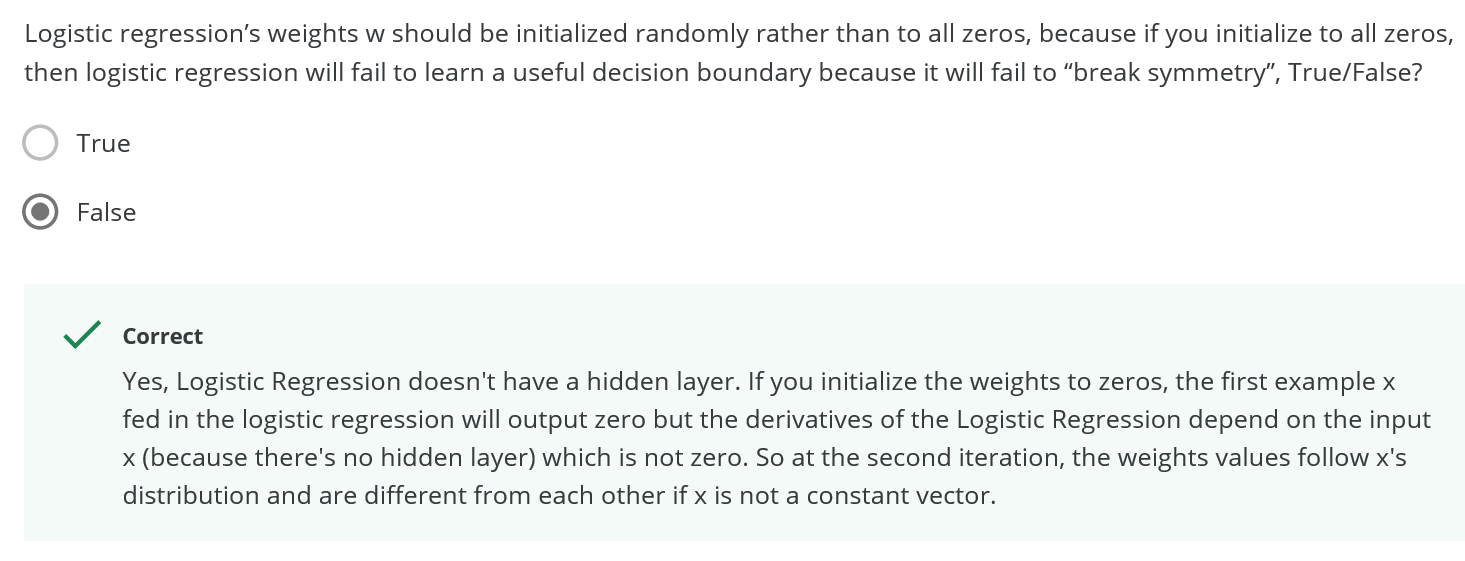 Logistic regression’s weights w should be initialized randomly rather than to all zeros, because if you initialize to all zeros,
then logistic regression will fail to learn a useful decision boundary because it will fail to “break symmetry”, True/False?
True
False
Correct
Yes, Logistic Regression doesn't have a hidden layer. If you initialize the weights to zeros, the first example x
fed in the logistic regression will output zero but the derivatives of the Logistic Regression depend on the input
x (because there's no hidden layer) which is not zero. So at the second iteration, the weights values follow x's
distribution and are different from each other if x is not a constant vector.